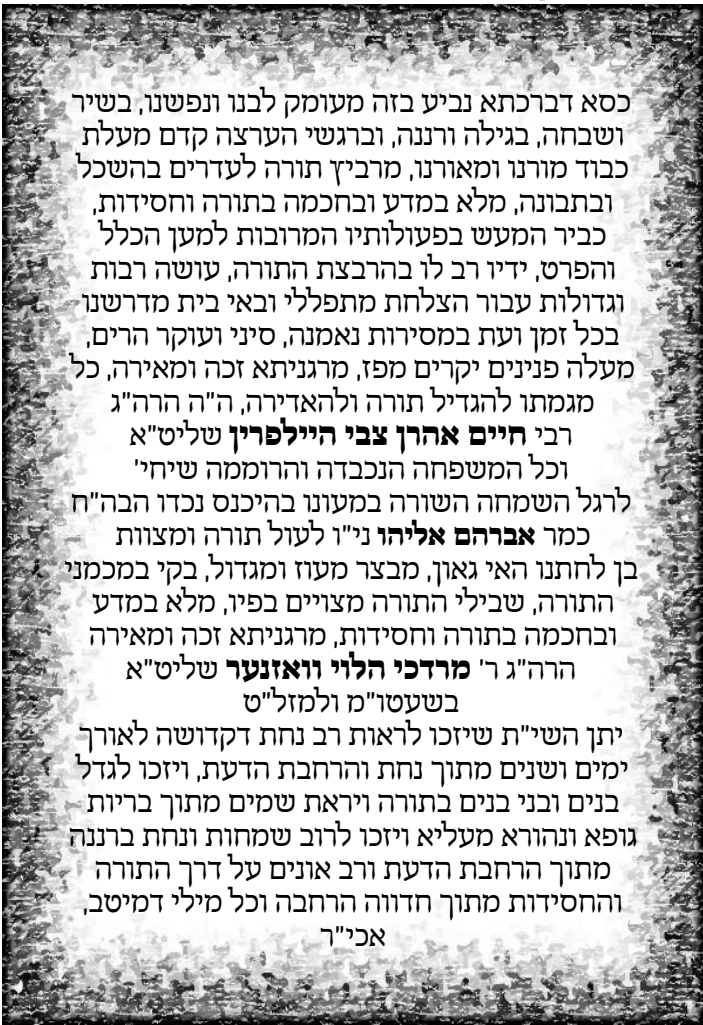 כסא דברכתא נביע בזה מעומק לבנו ונפשנו, בשיר
ושבחה, בגילה ורננה, וברגשי הערצה קדם מעלת
כבוד מורנו ומאורנו, מרביץ תורה לעדרים בהשכל
ובתבונה, מלא במדע ובחכמה בתורה וחסידות,
כביר המעש בפעולותיו המרובות למען הכלל
והפרט, ידיו רב לו בהרבצת התורה, עושה רבות
וגדולות עבור הצלחת מתפללי ובאי בית מדרשנו
בכל זמן ועת במסירות נאמנה, סיני ועוקר הרים,
מעלה פנינים יקרים מפז, מרגניתא זכה ומאירה, כל
מגמתו להגדיל תורה ולהאדירה, ה"ה הרה"ג
רבי חיים אהרן צבי היילפרין שליט"א
וכל המשפחה הנכבדה והרוממה שיחי'
לרגל השמחה השורה במעונו בהיכנס נכדו הבה"ח
כמר אברהם אליהו ני"ו לעול תורה ומצוות
בן לחתנו האי גאון, מבצר מעוז ומגדול, בקי במכמני
התורה, שבילי התורה מצויים בפיו, מלא במדע
ובחכמה בתורה וחסידות, מרגניתא זכה ומאירה
הרה"ג ר' מרדכי הלוי וואזנער שליט"א
בשעטו"מ ולמזל"ט
יתן השי"ת שיזכו לראות רב נחת דקדושה לאורך
ימים ושנים מתוך נחת והרחבת הדעת, ויזכו לגדל
בנים ובני בנים בתורה ויראת שמים מתוך בריות
גופא ונהורא מעליא ויזכו לרוב שמחות ונחת ברננה
מתוך הרחבת הדעת ורב אונים על דרך התורה
והחסידות מתוך חדווה הרחבה וכל מילי דמיטב,
אכי"ר